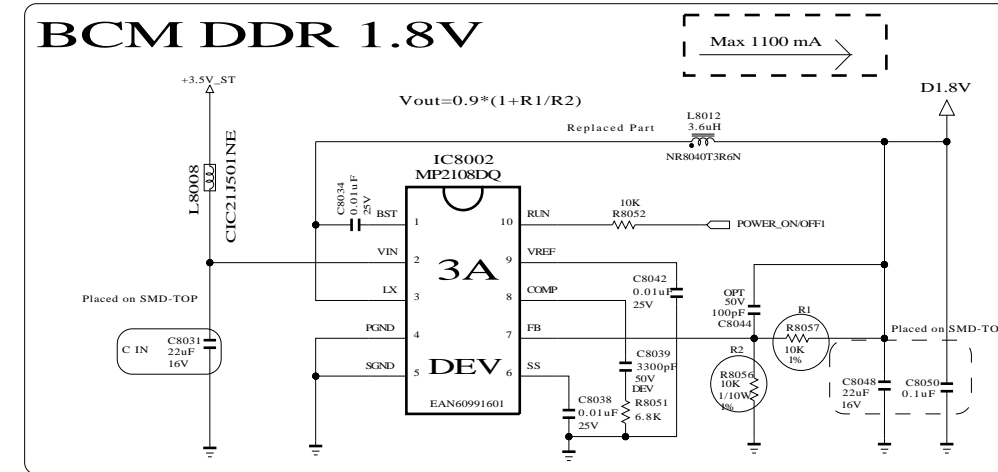 BCM DDR 1.8V
Max 1100 mA
+3.5V_ST
D1.8V
Vout=0.9*(1+R1/R2)
Replaced Part
L8012
3.6uH
NR8040T3R6N
L8008
CIC21J501NE
IC8002
MP2108DQ
C8034
0.01uF
25V
BST
1
VIN
2
LX
3
PGND
4
SGND
5
3A
DEV
EAN60991601
10
RUN
9
VREF
8
COMP
7
FB
6
SS
10K
R8052
POWER_ON/OFF1
C8042
0.01uF
25V
OPT
50V
100pF
C8044
R1
R8057
10K
1%
R2
R8056
10K
1/10W
1%
C8039
3300pF
50V
DEV
R8051
6.8K
C8038
0.01uF
25V
Placed on SMD-TOP
C IN
C8031
22uF
16V
Placed on SMD-TO
C8048
22uF
16V
C8050
0.1uF